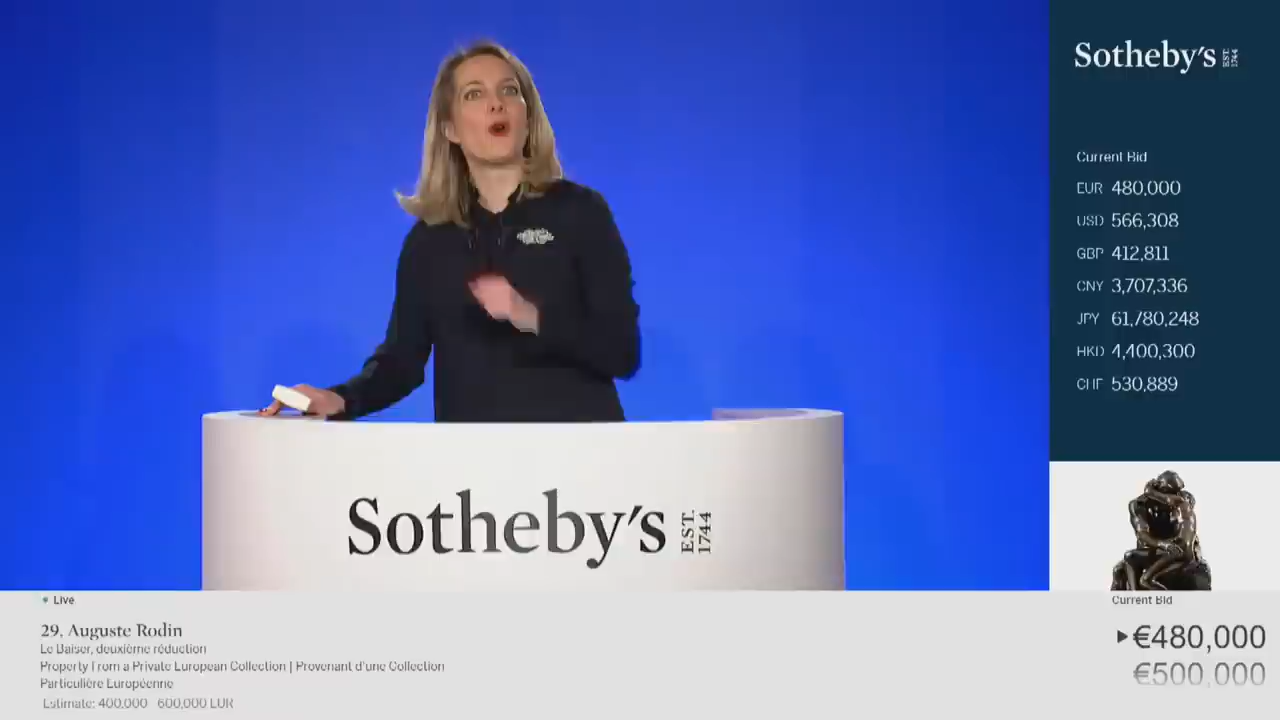 Sotheby's EST. 1744
Current Bid
EUR 480,000
USD 566,308
GBP 412,811
CNY 3,707,336
JPY 61,780,248
HKD 4,400,300
CHF 530,889
Sotheby's EST. 1744
Live
29. Auguste Rodin
Le Baiser, deuxième réduction
Property from a Private European Collection | Provenant d'une Collection
Particulière Européenne
Estimate: 400,000 - 600,000 EUR
Current Bid
€480,000
€500,000